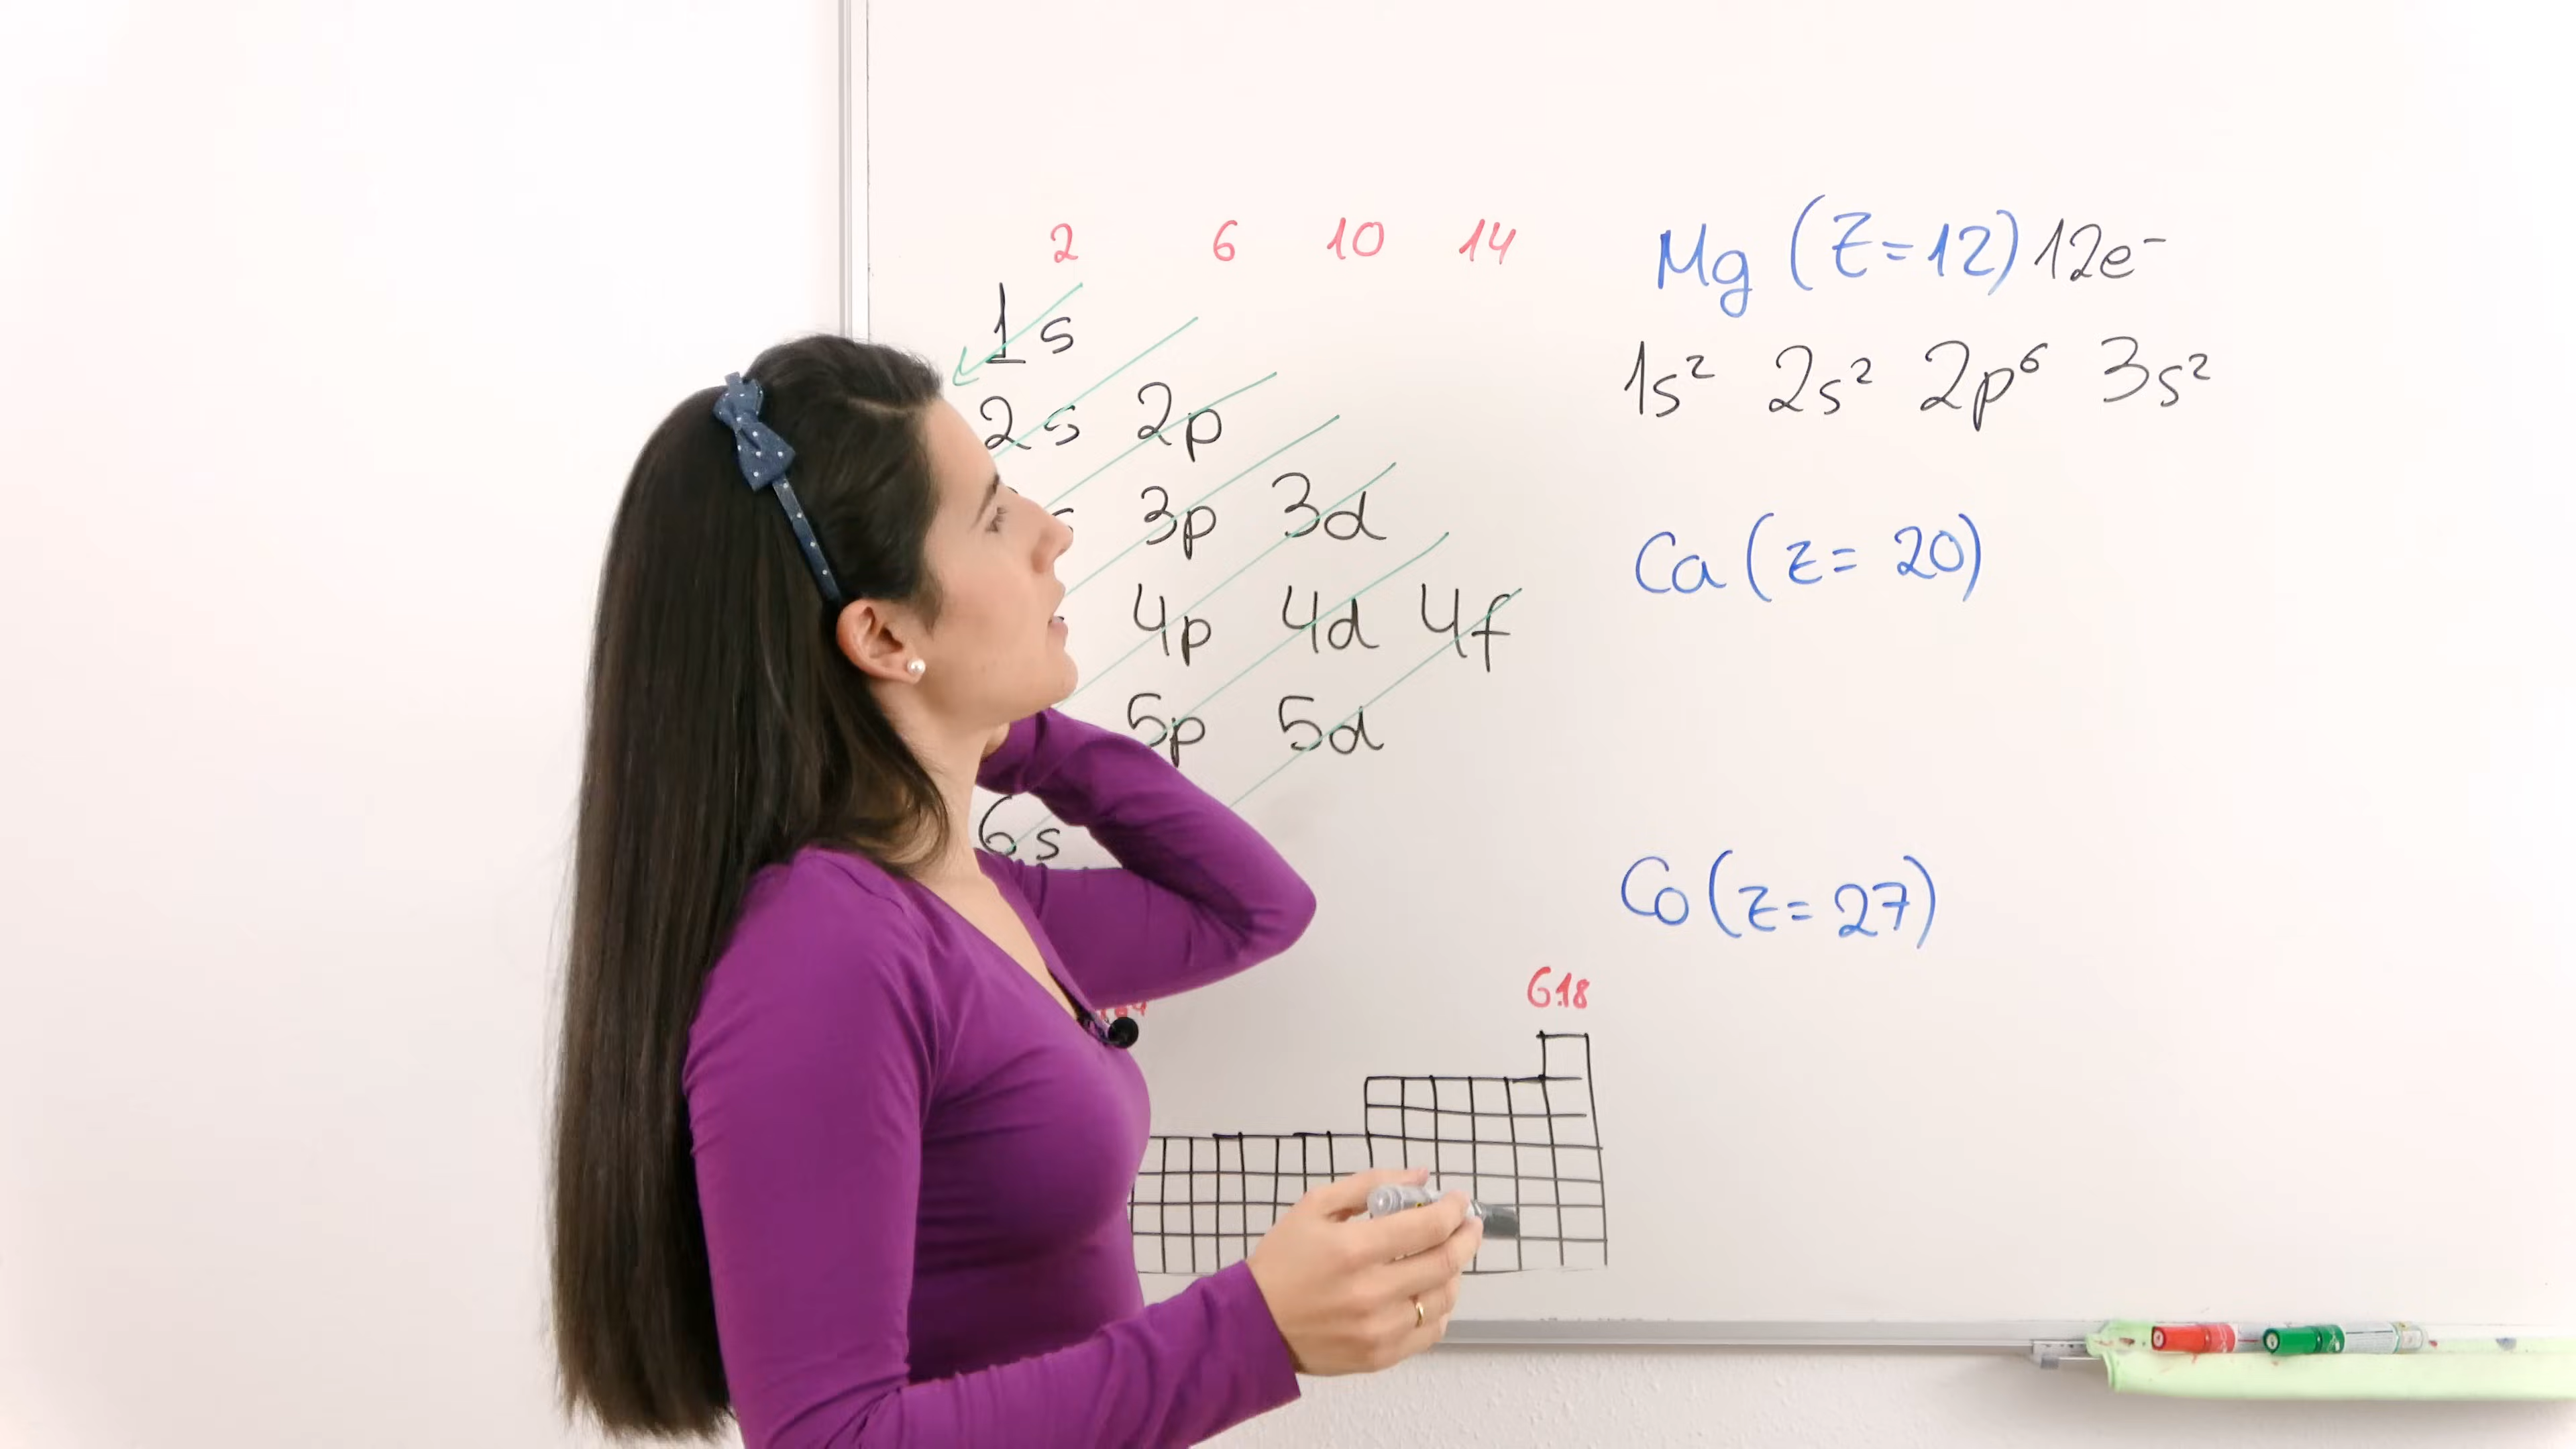 2 6 10 14
1s
2s 2p
s 3p 3d
4p 4d 4f
5p 5d
6s
Mg (Z=12) 12e⁻
1s² 2s² 2p⁶ 3s²
Ca (Z= 20)
Co (Z= 27)
G18